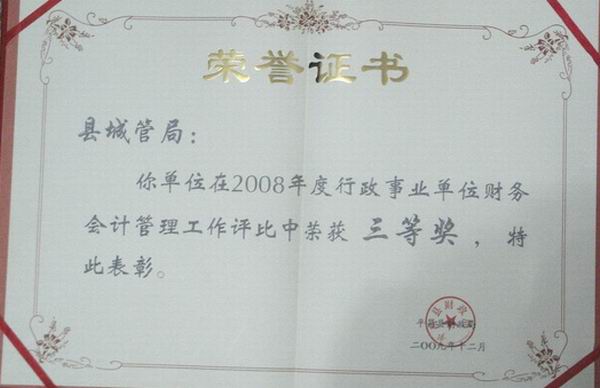 荣誉证书
县城管局：
你单位在2008年度行政事业单位财务
会计管理工作评比中荣获 三等奖 ，特
此表彰。
二00九年十二月